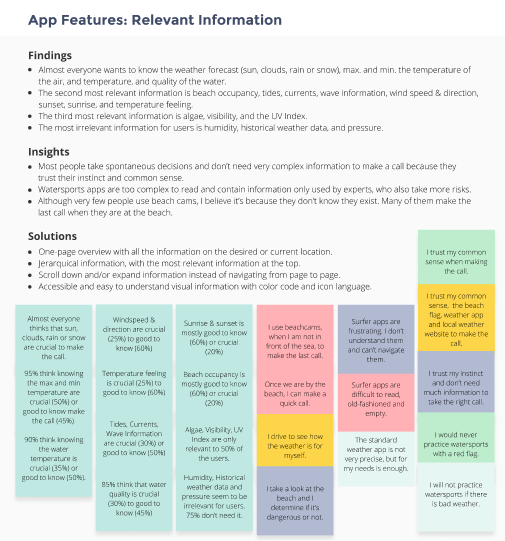 App Features: Relevant Information
Findings
Almost everyone wants to know the weather forecast (sun, clouds, rain or snow), max. and min. the temperature of
the air, and temperature, and quality of the water.
The second most relevant information is beach occupancy, tides, currents, wave information, wind speed & direction,
sunset, sunrise, and temperature feeling.
The third most relevant information is algae, visibility, and the UV Index.
The most irrelevant information for users is humidity, historical weather data, and pressure.
Insights
Most people take spontaneous decisions and don't need very complex information to make a call because they
trust their instinct and common sense.
Watersports apps are too complex to read and contain information only used by experts, who also take more risks.
Although very few people use beach cams, I believe it's because they don't know they exist. Many of them make the
last call when they are at the beach.
Solutions
One-page overview with all the information on the desired or current location.
Jerarquical information, with the most relevant information at the top.
Scroll down and/or expand information instead of navigating from page to page.
Accessible and easy to understand visual information with color code and icon language.
Almost everyone
thinks that sun,
clouds, rain or snow
are crucial to make
the call.
95% think knowing
the max and min
temperature are
crucial (50%) or
good to know make
the call (45%)
90% think knowing
the water
temperature is
crucial (35%) or
good to know (50%).
Windspeed &
direction are crucial
(25%) to good to
know (60%)
Temperature feeling
is crucial (25%) to
good to know (60%)
Tides, Currents,
Wave Information
are crucial (30%) or
good to know (50%)
85% think that water
quality is crucial
(30%) to good to
know (45%)
Sunrise & sunset is
mostly good to know
(60%) or crucial
(20%)
Beach occupancy is
mostly good to know
(60%) or crucial
(20%)
Algae, Visibility, UV
Index are only
relevant to 50% of
the users.
Humidity, Historical
weather data and
pressure seem to be
irrelevant for users.
75% don't need it.
I use beachcams,
when I am not in
front of the sea, to
make the last call.
Once we are by the
beach, I can make a
quick call.
I drive to see how
the weather is for
myself.
I take a look at the
beach and I
determine if it's
dangerous or not.
Surfer apps are
frustrating. I don't
understand them
and can't navigate
them.
Surfer apps are
difficult to read,
old-fashioned and
empty.
The standard
weather app is not
very precise, but for
my needs is enough.
I trust my common
sense when making
the call.
I trust my common
sense, the beach
flag, weather app
and local weather
website to make the
call.
I trust my instinct
and don't need
much information to
take the right call.
I would never
practice watersports
with a red flag.
I will not practice
watersports if there
is bad weather.